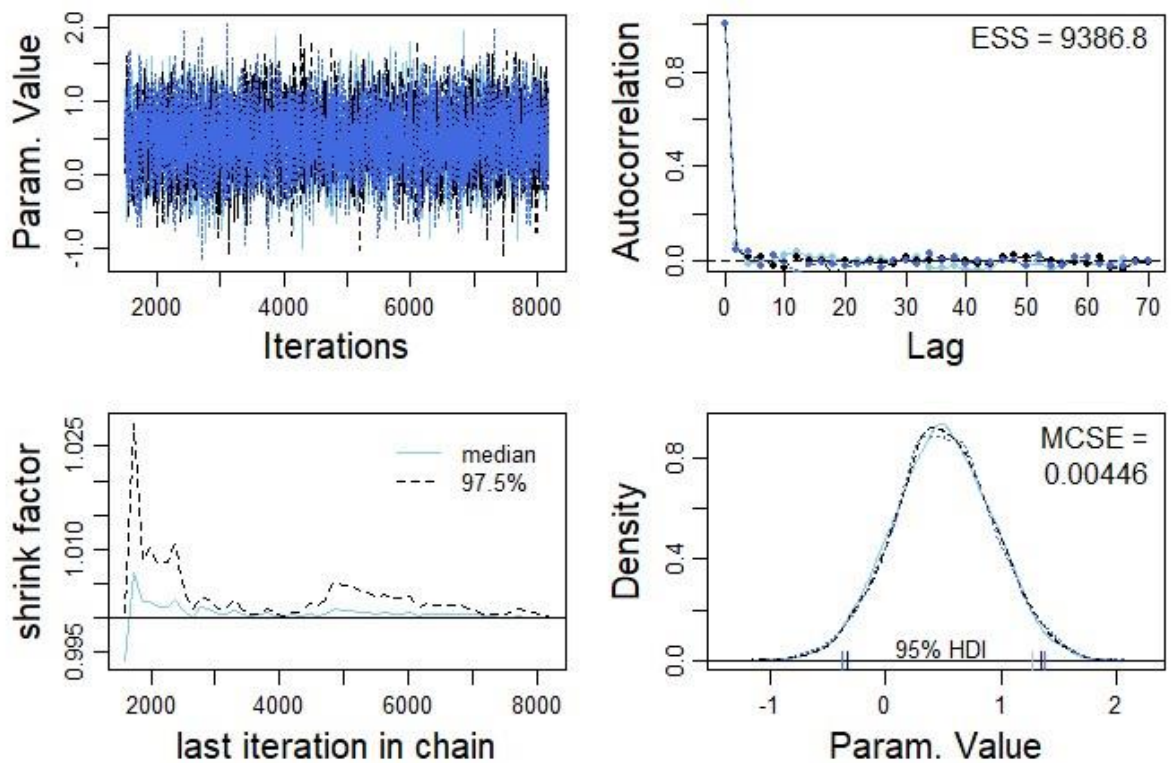 Param. Value
2.0
1.0
0.0
-1.0
2000 4000 6000 8000
Iterations
Autocorrelation
0.8
0.4
0.0
ESS = 9386.8
0 10 20 30 40 50 60 70
Lag
shrink factor
1.025
1.010
0.995
median
97.5%
2000 4000 6000 8000
last iteration in chain
Density
0.8
0.4
0.0
MCSE =
0.00446
95% HDI
-1 0 1 2
Param. Value